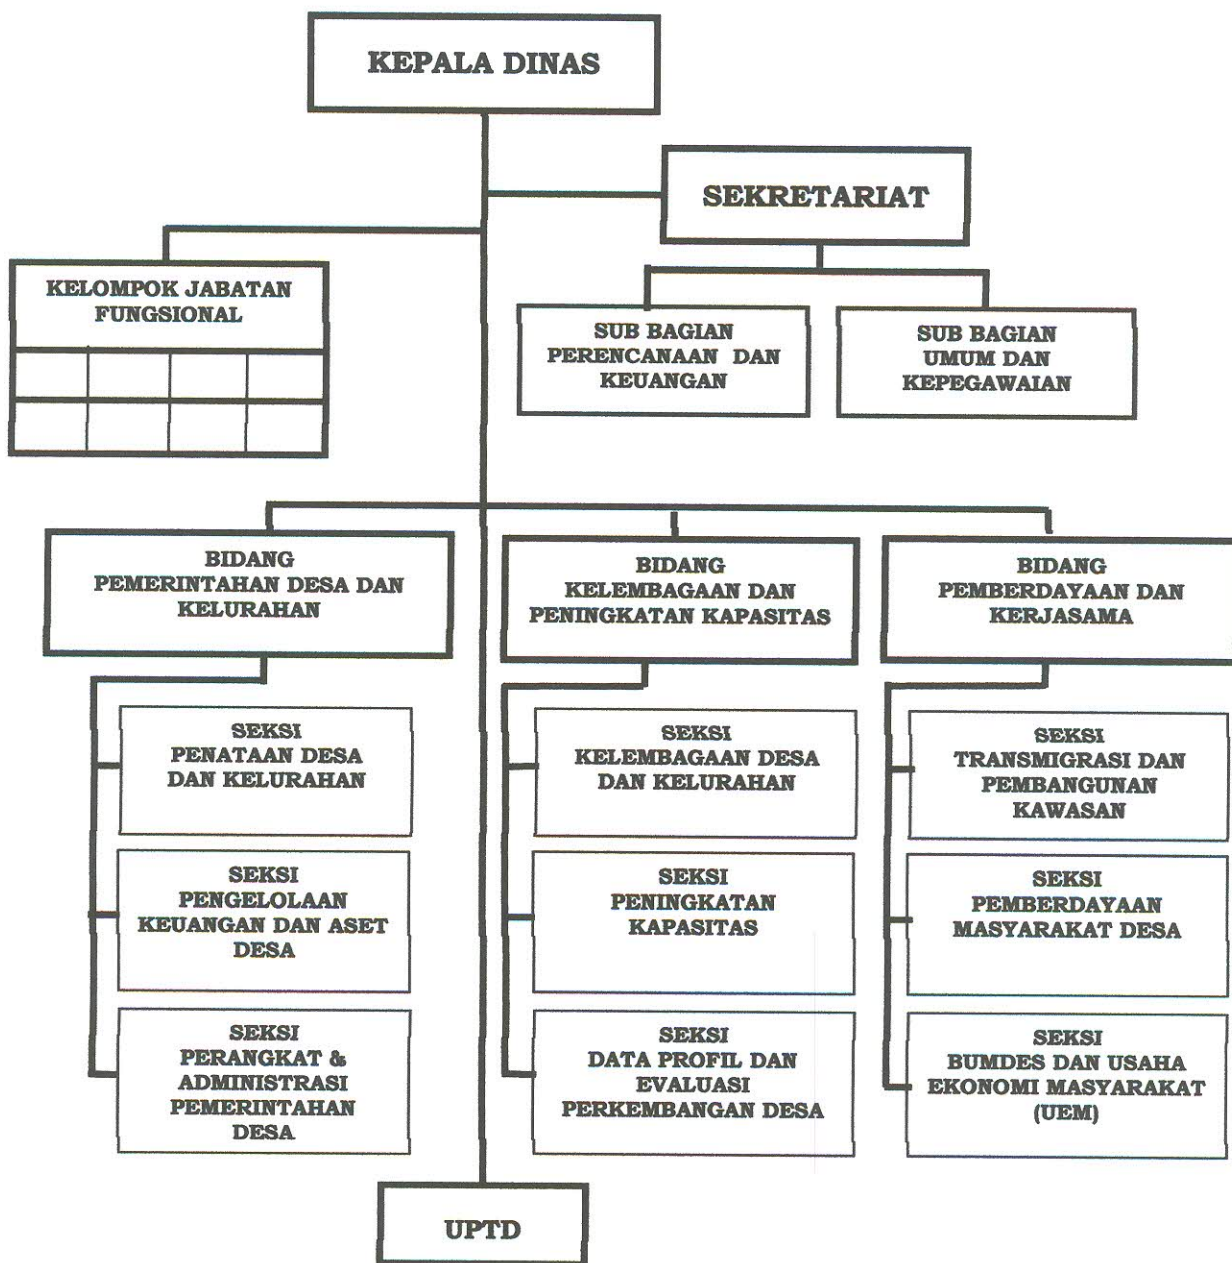 KEPALA DINAS
SEKRETARIAT
KELOMPOK JABATAN
FUNGSIONAL
SUB BAGIAN
PERENCANAAN DAN
KEUANGAN
SUB BAGIAN
UMUM DAN
KEPEGAWAIAN
BIDANG
PEMERINTAHAN DESA DAN
KELURAHAN
BIDANG
KELEMBAGAAN DAN
PENINGKATAN KAPASITAS
BIDANG
PEMBERDAYAAN DAN
KERJASAMA
SEKSI
PENATAAN DESA
DAN KELURAHAN
SEKSI
KELEMBAGAAN DESA
DAN KELURAHAN
SEKSI
TRANSMIGRASI DAN
PEMBANGUNAN
KAWASAN
SEKSI
PENGELOLAAN
KEUANGAN DAN ASET
DESA
SEKSI
PENINGKATAN
KAPASITAS
SEKSI
PEMBERDAYAAN
MASYARAKAT DESA
SEKSI
PERANGKAT &
ADMINISTRASI
PEMERINTAHAN
DESA
SEKSI
DATA PROFIL DAN
EVALUASI
PERKEMBANGAN DESA
SEKSI
BUMDES DAN USAHA
EKONOMI MASYARAKAT
(UEM)
UPTD